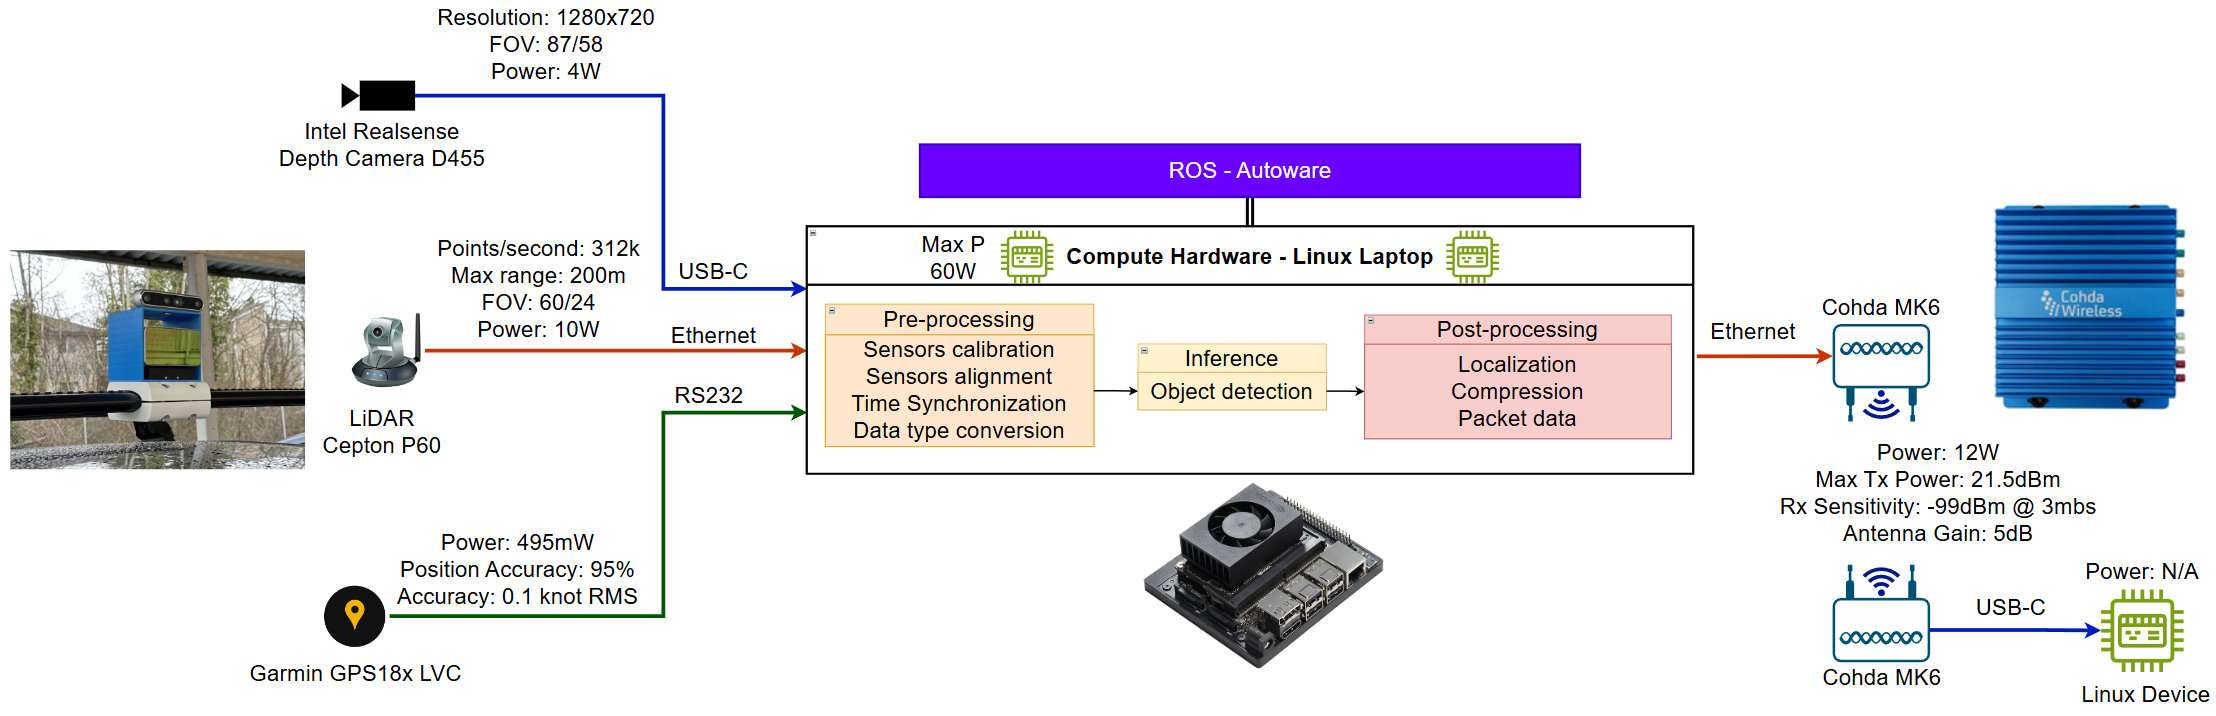 Resolution: 1280x720
FOV: 87/58
Power: 4W
Intel Realsense
Depth Camera D455
USB-C
Points/second: 312k
Max range: 200m
FOV: 60/24
Power: 10W
Ethernet
LiDAR
Cepton P60
RS232
Power: 495mW
Position Accuracy: 95%
Accuracy: 0.1 knot RMS
Garmin GPS18x LVC
ROS - Autoware
Max P
60W
Compute Hardware - Linux Laptop
Pre-processing
Sensors calibration
Sensors alignment
Time Synchronization
Data type conversion
Inference
Object detection
Post-processing
Localization
Compression
Packet data
Ethernet
Cohda MK6
Cohda
Wireless
Power: 12W
Max Tx Power: 21.5dBm
Rx Sensitivity: -99dBm @ 3mbs
Antenna Gain: 5dB
Cohda MK6
USB-C
Power: N/A
Linux Device